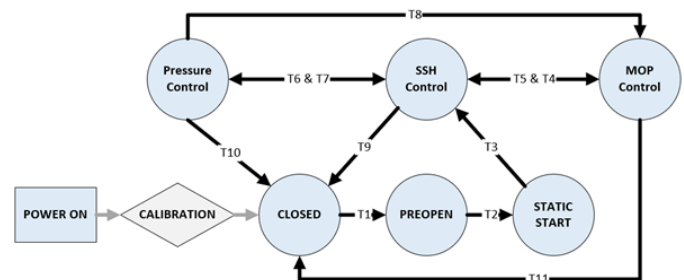 T8
Pressure
Control
T6 & T7
SSH
Control
T5 & T4
MOP
Control
T10
T9
T3
POWER ON
CALIBRATION
CLOSED
T1
PREOPEN
T2
STATIC
START
T11